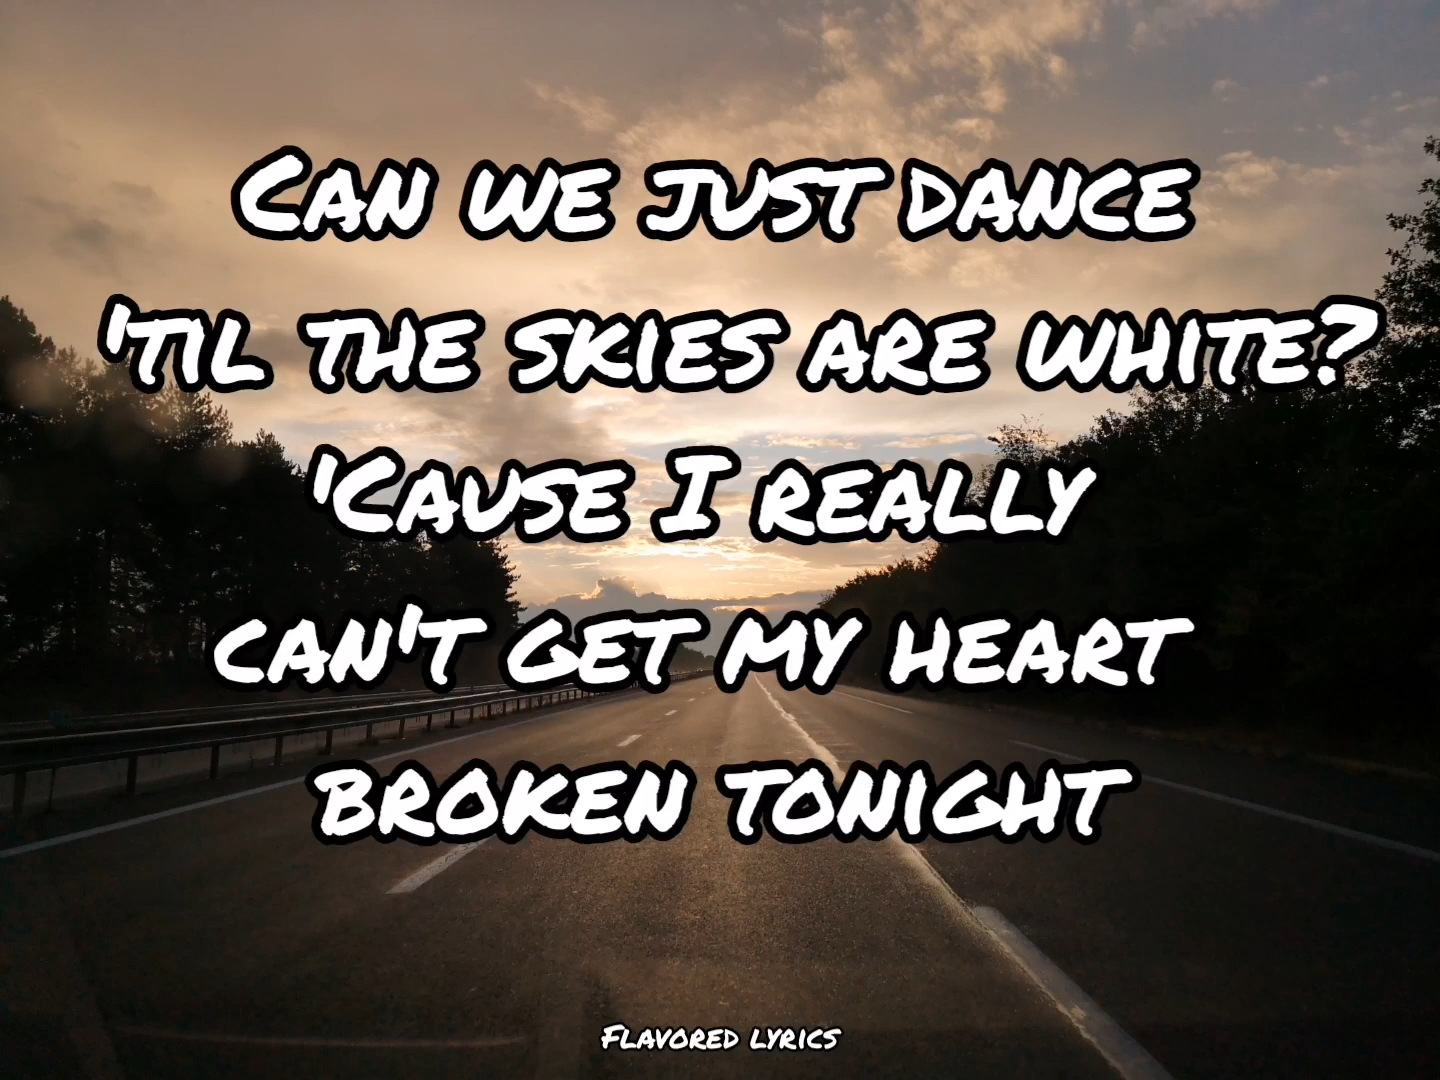 Can we just dance
'til the skies are white?
'Cause I really
can't get my heart
broken tonight
Flavored lyrics